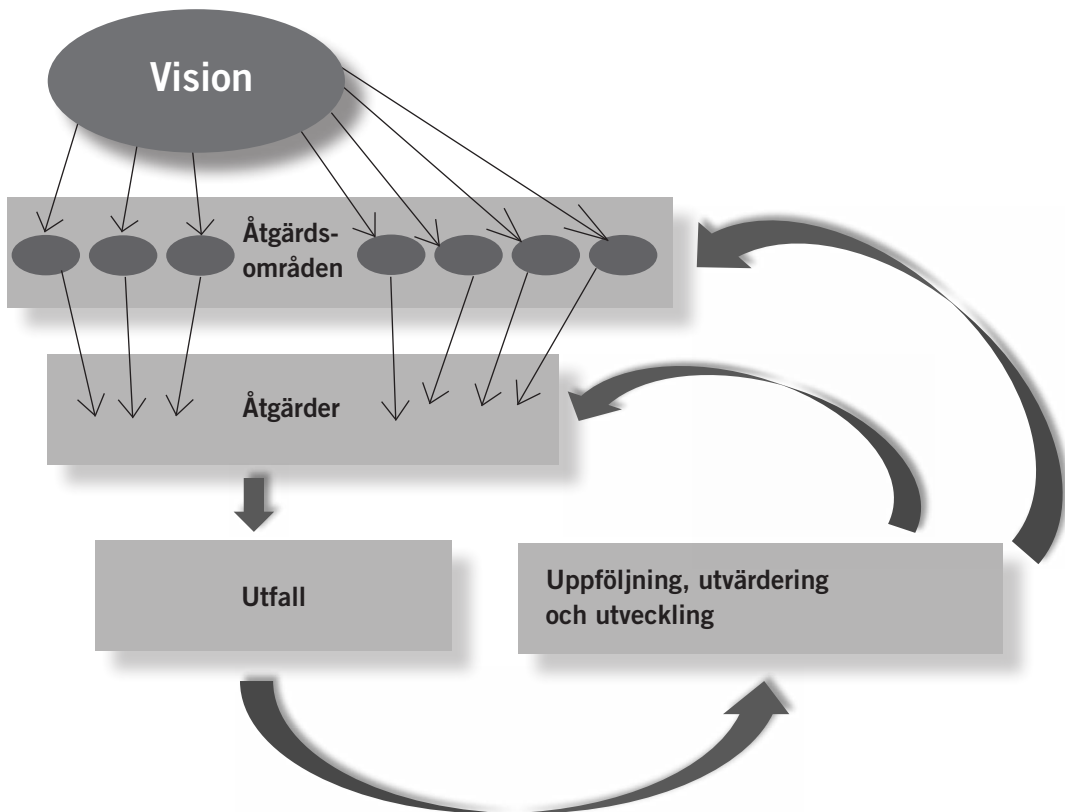 Vision
Åtgärds-
områden
Åtgärder
Utfall
Uppföljning, utvärdering
och utveckling